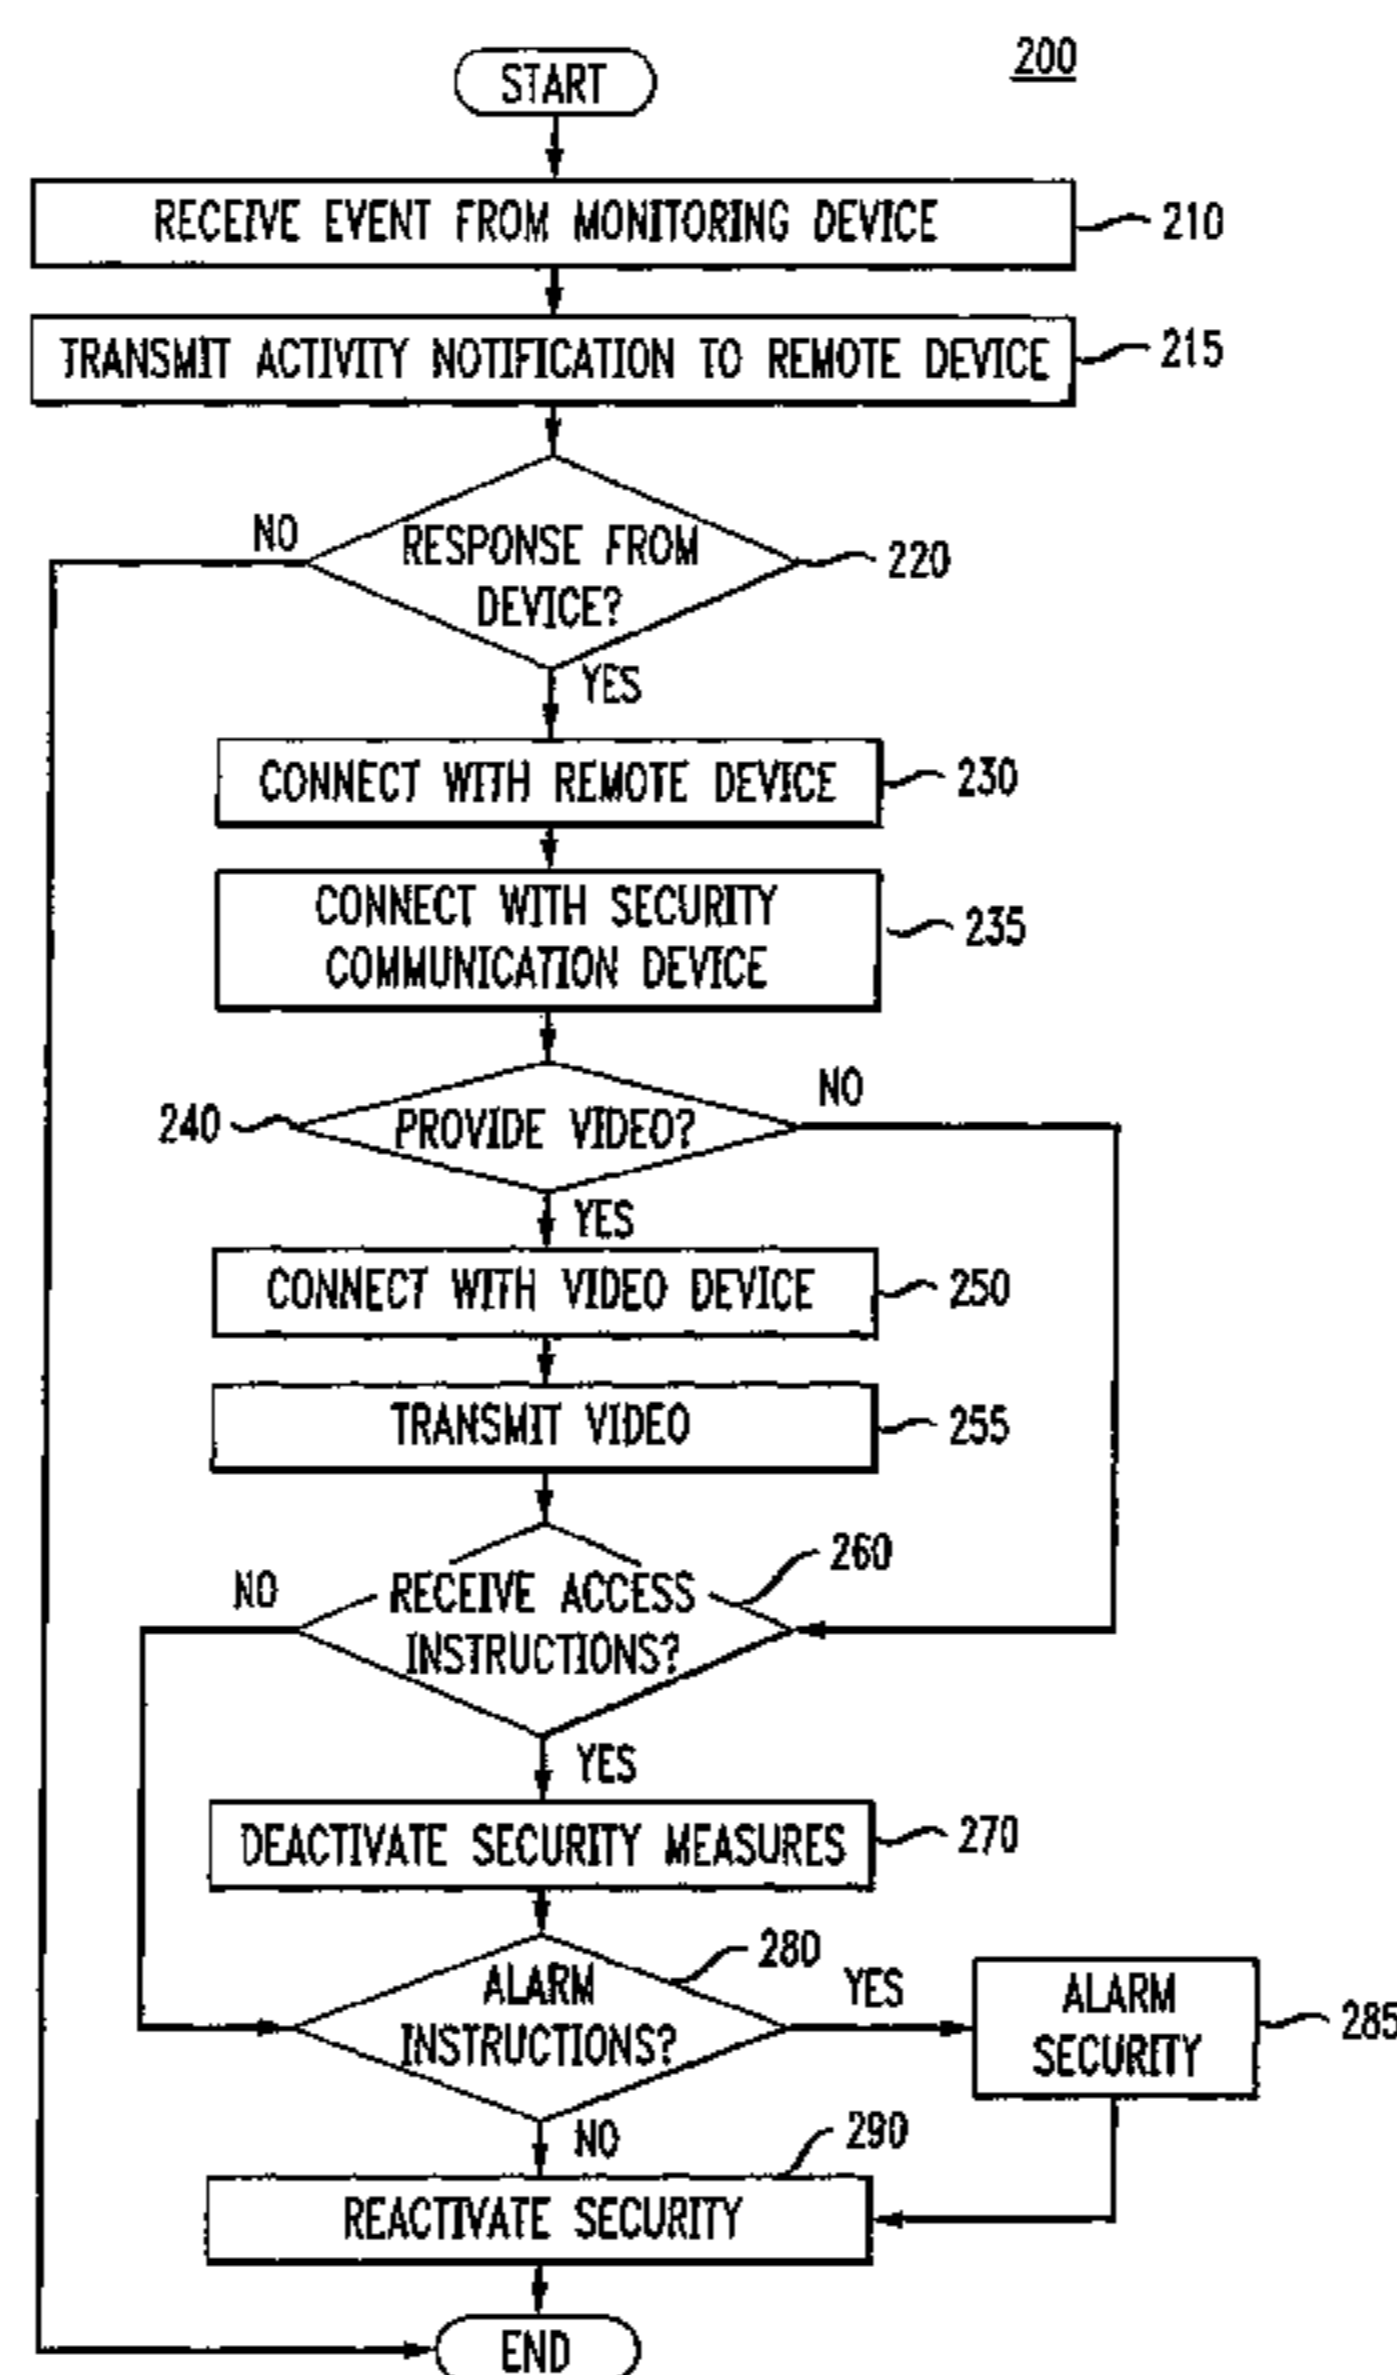 200
START
RECEIVE EVENT FROM MONITORING DEVICE
210
TRANSMIT ACTIVITY NOTIFICATION TO REMOTE DEVICE
215
NO
RESPONSE FROM
DEVICE?
220
YES
CONNECT WITH REMOTE DEVICE
230
CONNECT WITH SECURITY
COMMUNICATION DEVICE
235
240
PROVIDE VIDEO?
NO
YES
CONNECT WITH VIDEO DEVICE
250
TRANSMIT VIDEO
255
NO
RECEIVE ACCESS
INSTRUCTIONS?
260
YES
DEACTIVATE SECURITY MEASURES
270
ALARM
INSTRUCTIONS?
280
YES
ALARM
SECURITY
285
NO
290
REACTIVATE SECURITY
END